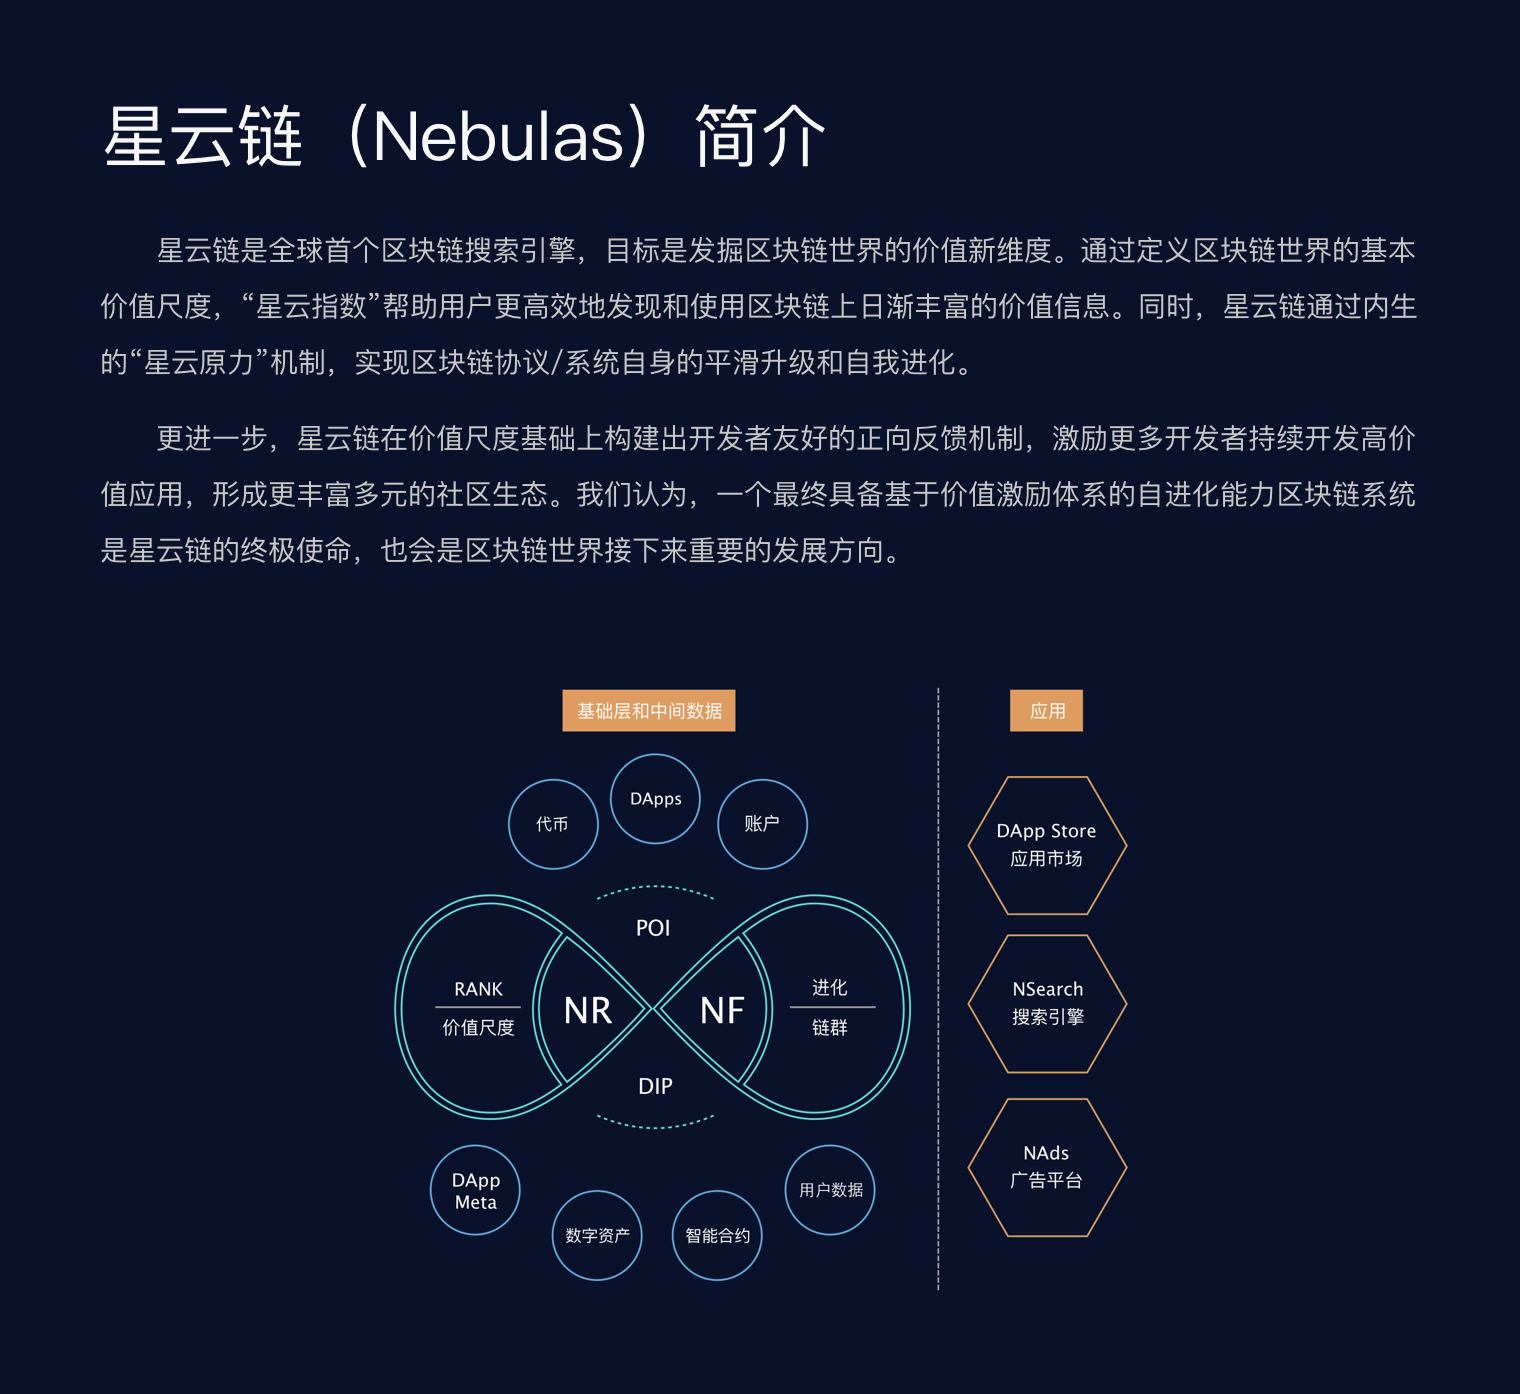 星云链（Nebulas）简介
星云链是全球首个区块链搜索引擎，目标是发掘区块链世界的价值新维度。通过定义区块链世界的基本
价值尺度，“星云指数”帮助用户更高效地发现和使用区块链上日渐丰富的价值信息。同时，星云链通过内生
的“星云原力”机制，实现区块链协议/系统自身的平滑升级和自我进化。
更进一步，星云链在价值尺度基础上构建出开发者友好的正向反馈机制，激励更多开发者持续开发高价
值应用，形成更丰富多元的社区生态。我们认为，一个最终具备基于价值激励体系的自进化能力区块链系统
是星云链的终极使命，也会是区块链世界接下来重要的发展方向。
基础层和中间数据
代币
DApps
账户
POI
RANK
价值尺度
NR
NF
进化
链群
DIP
DApp
Meta
数字资产
智能合约
用户数据
应用
DApp Store
应用市场
NSearch
搜索引擎
NAds
广告平台